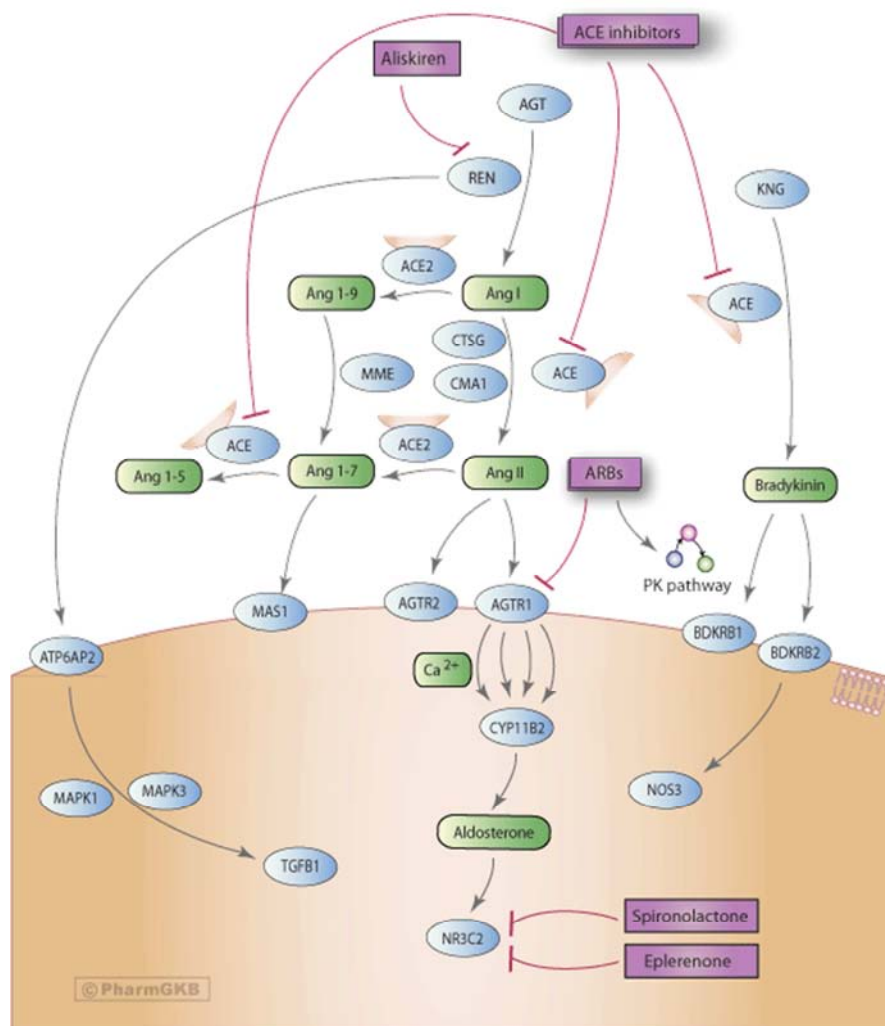 ACE inhibitors
Aliskiren
AGT
REN
KNG
ACE2
Ang 1-9
Ang I
ACE
CTSG
MME
CMA1
ACE
ACE
ACE2
Ang 1-5
Ang 1-7
Ang II
ARBs
Bradykinin
PK pathway
MAS1
AGTR2
AGTR1
BDKRB1
ATP6AP2
BDKRB2
Ca 2+
CYP11B2
MAPK1
MAPK3
NOS3
Aldosterone
TGFB1
Spironolactone
NR3C2
Eplerenone
©PharmGKB